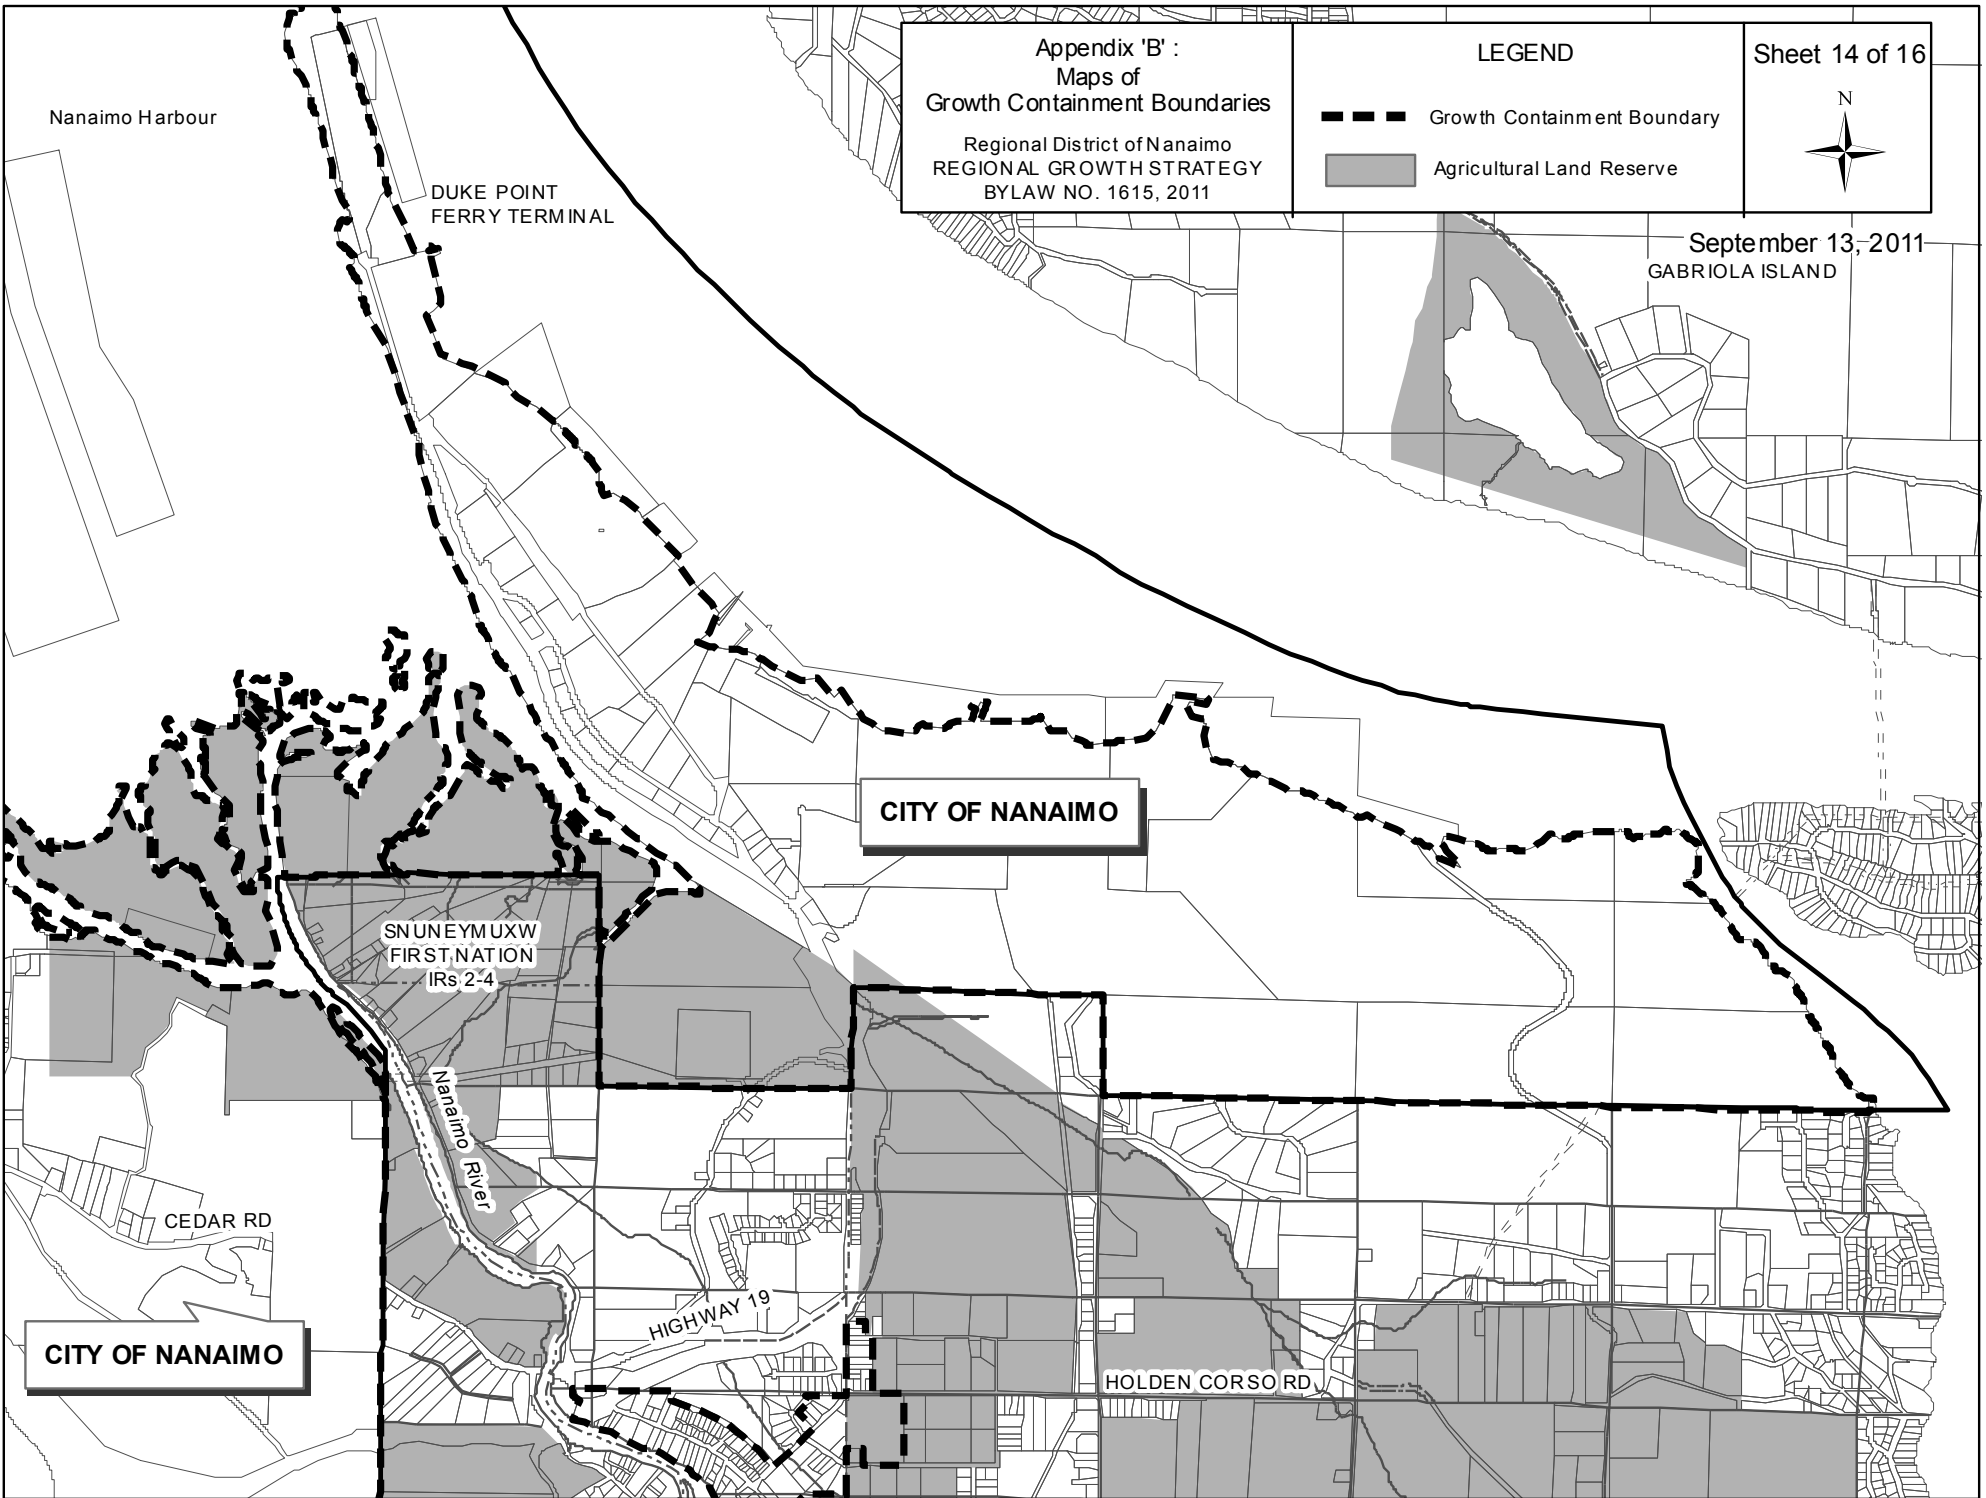 Appendix 'B' :
Maps of
Growth Containment Boundaries
Regional District of Nanaimo
REGIONAL GROWTH STRATEGY
BYLAW NO. 1615, 2011
LEGEND
Growth Containment Boundary
Agricultural Land Reserve
Sheet 14 of 16
N
September 13, 2011
GABRIOLA ISLAND
Nanaimo Harbour
DUKE POINT
FERRY TERMINAL
CITY OF NANAIMO
SNUNEYMUXW
FIRST NATION
IRs 2-4
Nanaimo River
CEDAR RD
HIGHWAY 19
CITY OF NANAIMO
HOLDEN CORSO RD